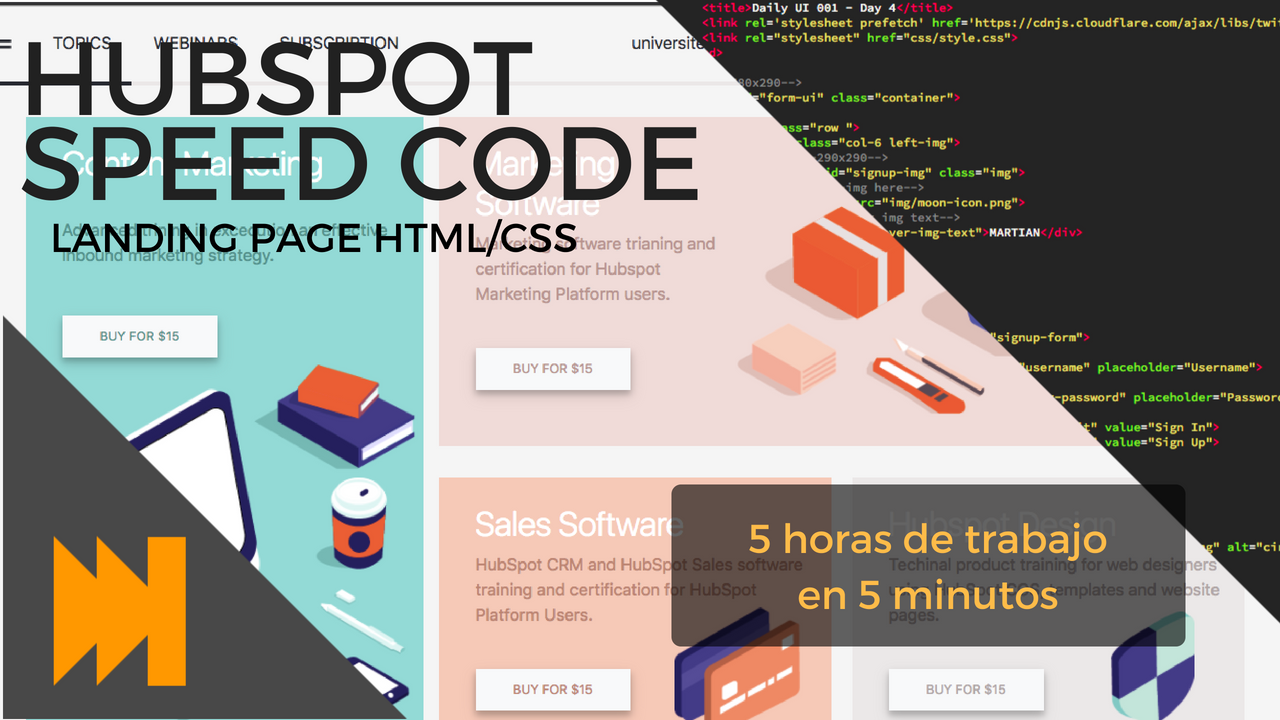 <title>Daily UI 001 - Day 4</title>
<link rel='stylesheet prefetch' href='https://cdnjs.cloudflare.com/ajax/libs/twit
<link rel="stylesheet" href="css/style.css">
d>
TOPICS WEBINARS SUBSCRIPTION universite
HUBSPOT
SPEED CODE
LANDING PAGE HTML/CSS
Content Marketing
inbound marketing strategy.
BUY FOR $15
Marketing
Software
Marketing software trianing and
certification for Hubspot
Marketing Platform users.
BUY FOR $15
80x290-->
="form-ui" class="container">
ass="row ">
class="col-6 left-img">
290x290-->
id="signup-img" class="img">
img here-->
src="img/moon-icon.png">
img text-->
ver-img-text">MARTIAN</div>
"signup-form">
username" placeholder="Username">
-password" placeholder="Passwor
value="Sign In">
value="Sign Up">
alt="cir
Sales Software
HubSpot CRM and HubSpot Sales software
training and certification for HubSpot
Platform Users.
BUY FOR $15
Hubspot Design
Techinal product training for web designers
templates and website
pages.
BUY FOR $15
5 horas de trabajo
en 5 minutos